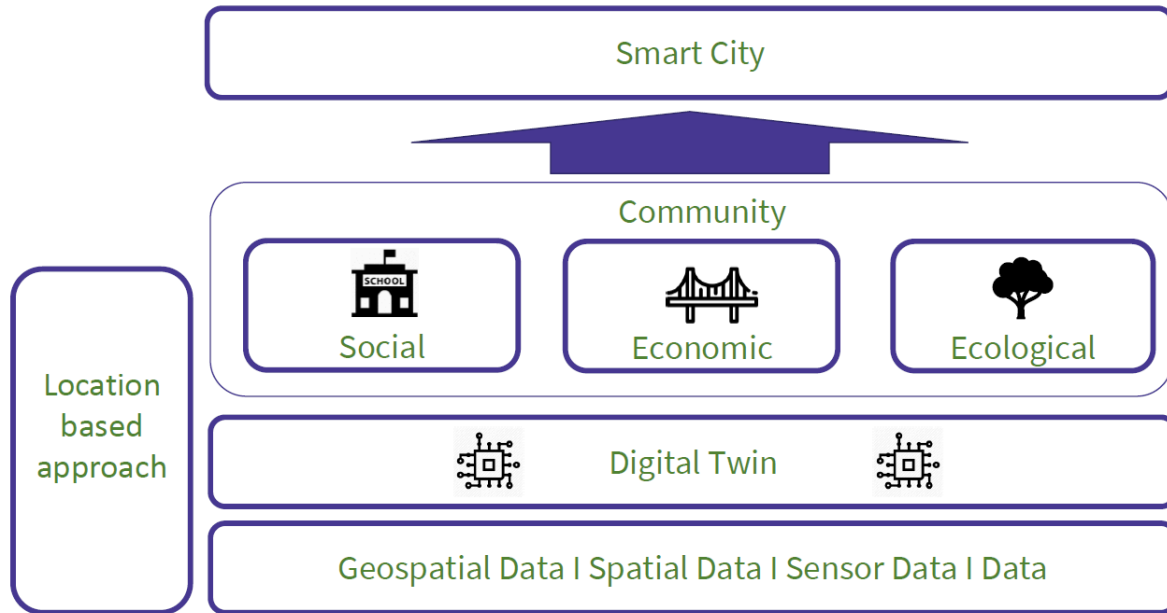 Smart City
Community
SCHOOL
Social
Economic
Ecological
Location
based
approach
Digital Twin
Geospatial Data I Spatial Data I Sensor Data I Data